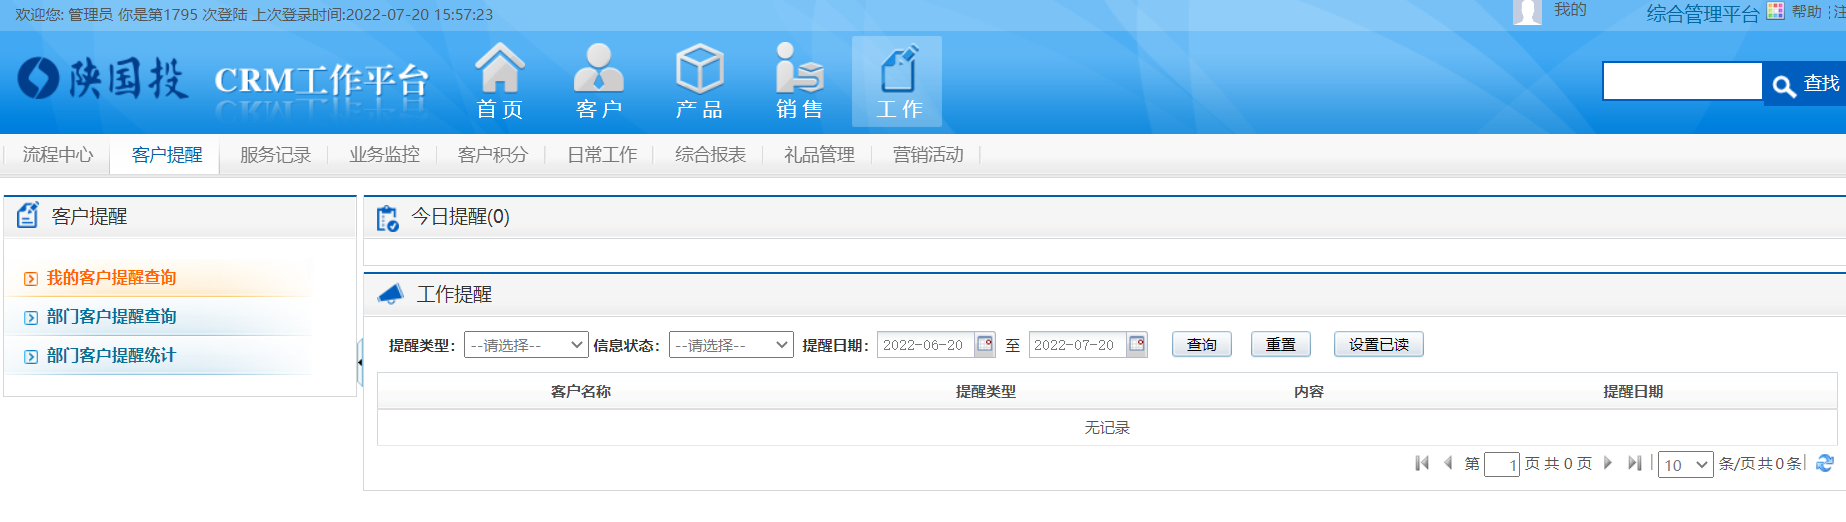 欢迎您: 管理员 你是第1795 次登陆 上次登录时间:2022-07-20 15:57:23
我的
综合管理平台
帮助
注
陕国投
CRM工作平台
首页
客户
产品
销售
工作
查找
流程中心
客户提醒
服务记录
业务监控
客户积分
日常工作
综合报表
礼品管理
营销活动
客户提醒
我的客户提醒查询
部门客户提醒查询
部门客户提醒统计
今日提醒(0)
工作提醒
提醒类型: --请选择-- 信息状态: --请选择-- 提醒日期: 2022-06-20 至 2022-07-20 查询 重置 设置已读
客户名称 提醒类型 内容 提醒日期
无记录
第 1 页 共 0 页 10 条/页 共 0 条